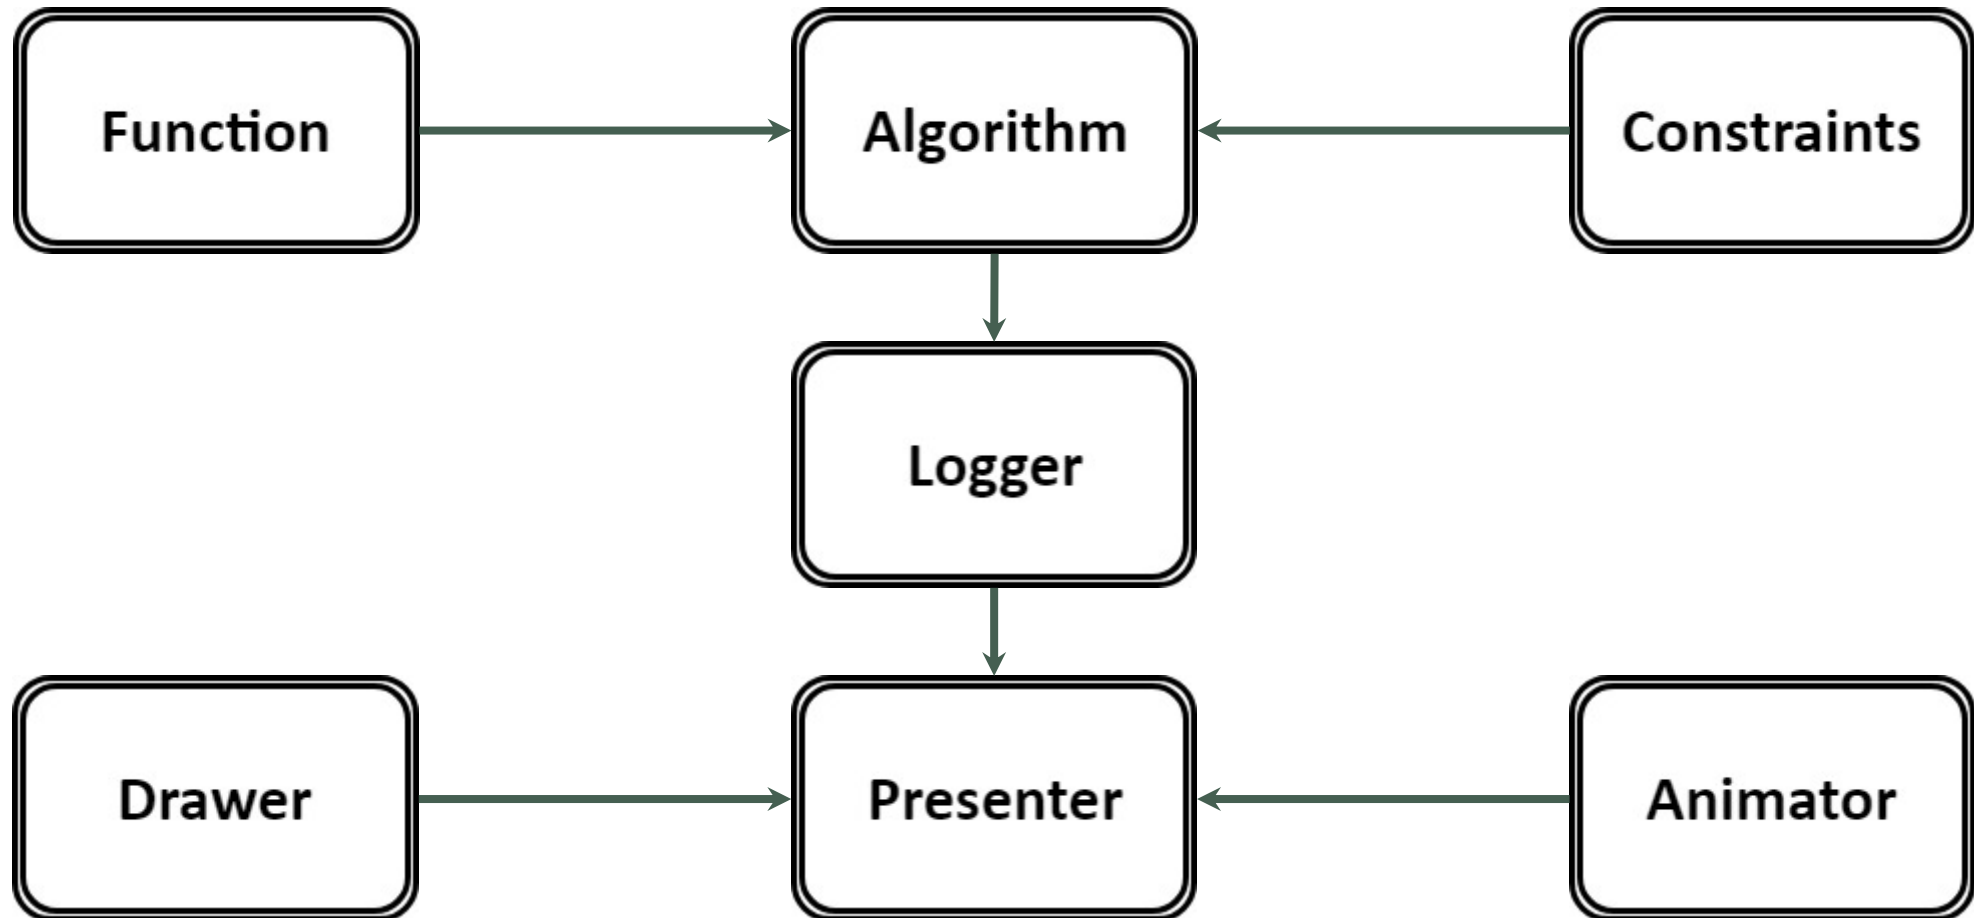 Function
Algorithm
Constraints
Logger
Drawer
Presenter
Animator